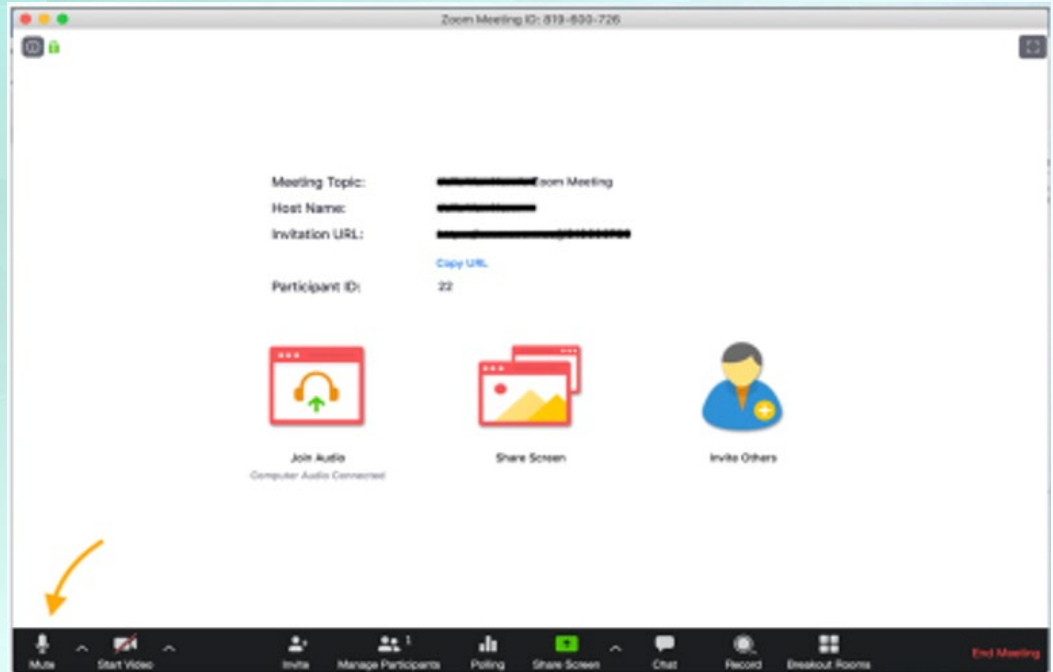 Zoom Meeting ID: 819-600-726
Meeting Topic: Zoom Meeting
Host Name:
Invitation URL:
Copy URL
Participant ID: 22
Join Audio Share Screen Invite Others
Computer Audio Connected
Mute Start Video Invite 1 Manage Participants Polling Share Screen Chat Record Breakout Rooms End Meeting